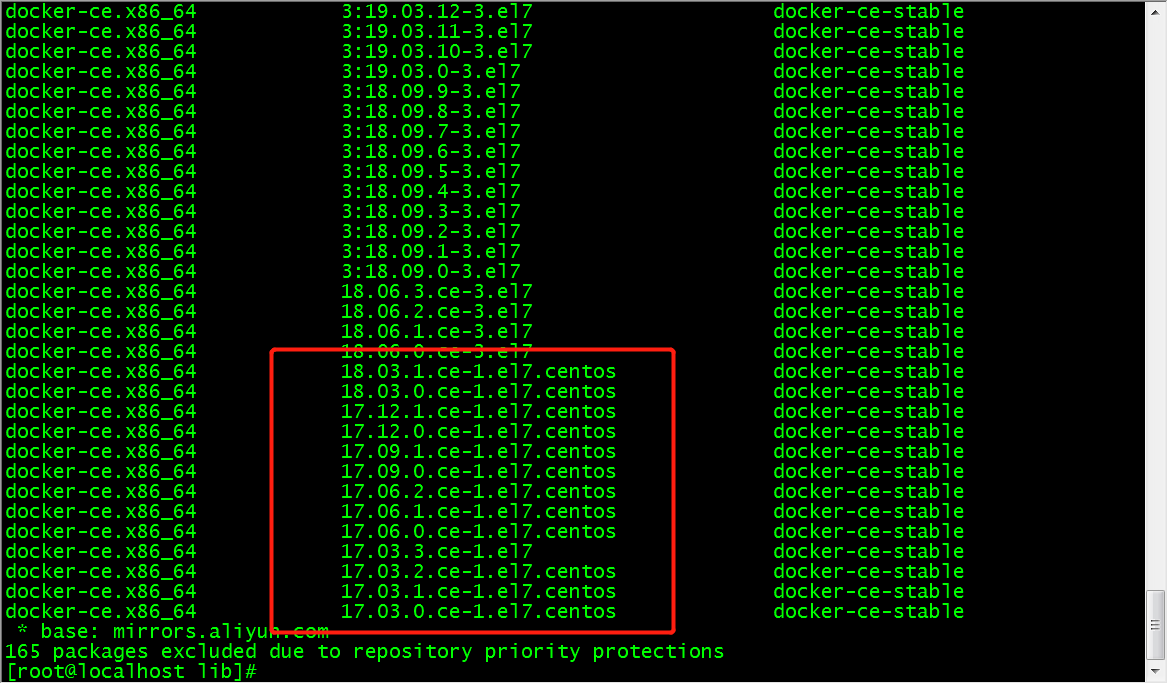 docker-ce.x86_64 3:19.03.12-3.el7 docker-ce-stable
docker-ce.x86_64 3:19.03.11-3.el7 docker-ce-stable
docker-ce.x86_64 3:19.03.10-3.el7 docker-ce-stable
docker-ce.x86_64 3:19.03.0-3.el7 docker-ce-stable
docker-ce.x86_64 3:18.09.9-3.el7 docker-ce-stable
docker-ce.x86_64 3:18.09.8-3.el7 docker-ce-stable
docker-ce.x86_64 3:18.09.7-3.el7 docker-ce-stable
docker-ce.x86_64 3:18.09.6-3.el7 docker-ce-stable
docker-ce.x86_64 3:18.09.5-3.el7 docker-ce-stable
docker-ce.x86_64 3:18.09.4-3.el7 docker-ce-stable
docker-ce.x86_64 3:18.09.3-3.el7 docker-ce-stable
docker-ce.x86_64 3:18.09.2-3.el7 docker-ce-stable
docker-ce.x86_64 3:18.09.1-3.el7 docker-ce-stable
docker-ce.x86_64 3:18.09.0-3.el7 docker-ce-stable
docker-ce.x86_64 18.06.3.ce-3.el7 docker-ce-stable
docker-ce.x86_64 18.06.2.ce-3.el7 docker-ce-stable
docker-ce.x86_64 18.06.1.ce-3.el7 docker-ce-stable
docker-ce.x86_64 18.06.0.ce-3.el7 docker-ce-stable
docker-ce.x86_64 18.03.1.ce-1.el7.centos docker-ce-stable
docker-ce.x86_64 18.03.0.ce-1.el7.centos docker-ce-stable
docker-ce.x86_64 17.12.1.ce-1.el7.centos docker-ce-stable
docker-ce.x86_64 17.12.0.ce-1.el7.centos docker-ce-stable
docker-ce.x86_64 17.09.1.ce-1.el7.centos docker-ce-stable
docker-ce.x86_64 17.09.0.ce-1.el7.centos docker-ce-stable
docker-ce.x86_64 17.06.2.ce-1.el7.centos docker-ce-stable
docker-ce.x86_64 17.06.1.ce-1.el7.centos docker-ce-stable
docker-ce.x86_64 17.06.0.ce-1.el7.centos docker-ce-stable
docker-ce.x86_64 17.03.3.ce-1.el7 docker-ce-stable
docker-ce.x86_64 17.03.2.ce-1.el7.centos docker-ce-stable
docker-ce.x86_64 17.03.1.ce-1.el7.centos docker-ce-stable
docker-ce.x86_64 17.03.0.ce-1.el7.centos docker-ce-stable
* base: mirrors.aliyun.com
165 packages excluded due to repository priority protections
[root@localhost lib]#